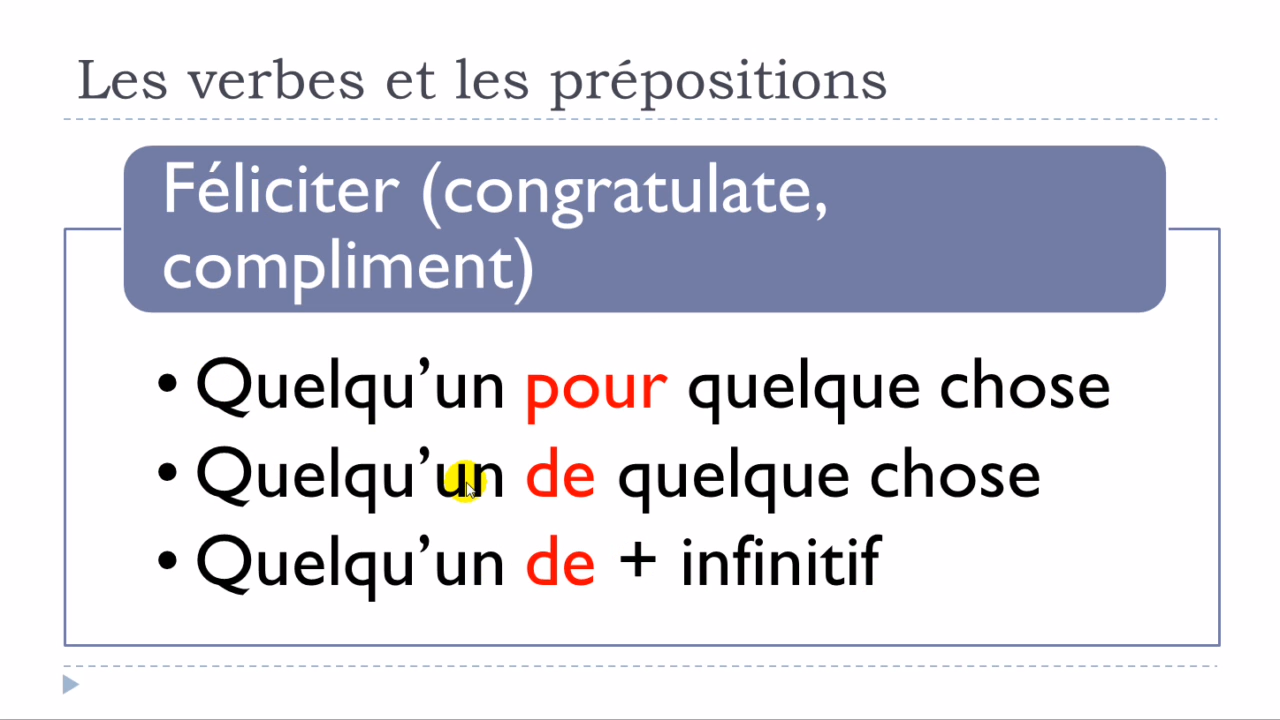 Les verbes et les prépositions
Féliciter (congratulate,
compliment)
• Quelqu’un pour quelque chose
• Quelqu’un de quelque chose
• Quelqu’un de + infinitif